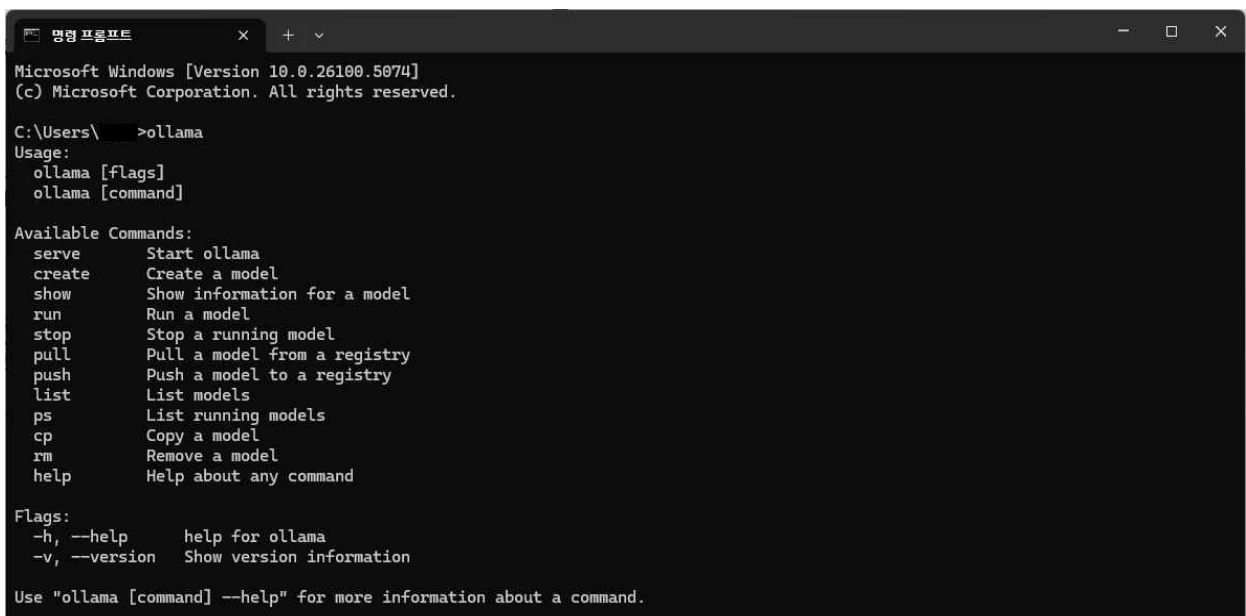 명령 프롬프트
Microsoft Windows [Version 10.0.26100.5074]
(c) Microsoft Corporation. All rights reserved.
C:\Users\ >ollama
Usage:
  ollama [flags]
  ollama [command]
Available Commands:
  serve       Start ollama
  create      Create a model
  show        Show information for a model
  run         Run a model
  stop        Stop a running model
  pull        Pull a model from a registry
  push        Push a model to a registry
  list        List models
  ps          List running models
  cp          Copy a model
  rm          Remove a model
  help        Help about any command
Flags:
  -h, --help      help for ollama
  -v, --version   Show version information
Use "ollama [command] --help" for more information about a command.